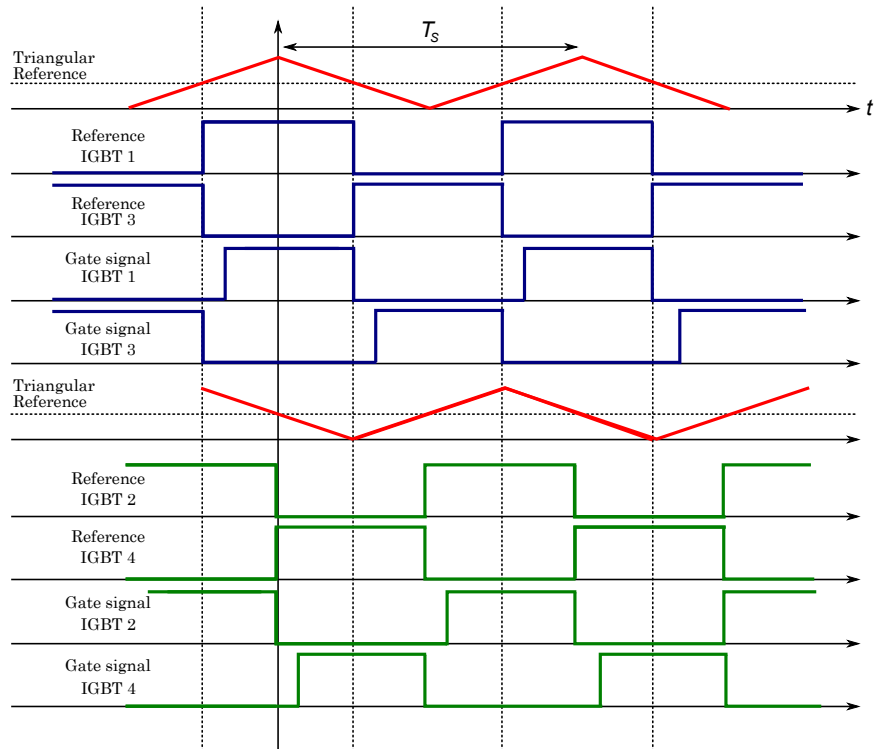 Ts
Triangular
Reference
t
Reference
IGBT 1
Reference
IGBT 3
Gate signal
IGBT 1
Gate signal
IGBT 3
Triangular
Reference
Reference
IGBT 2
Reference
IGBT 4
Gate signal
IGBT 2
Gate signal
IGBT 4